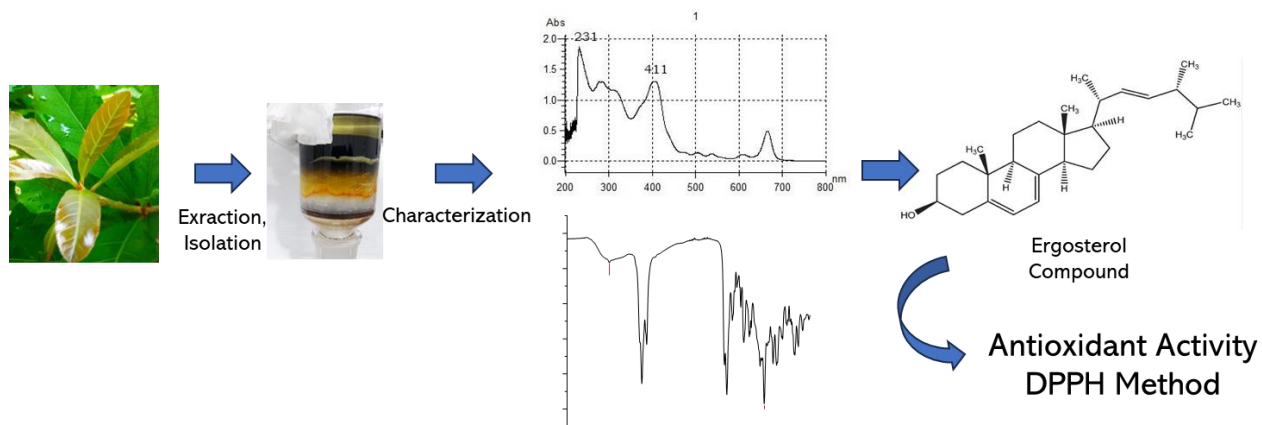 Exraction,
Isolation
Characterization
Abs
1
2.0
231
1.5
411
1.0
0.5
0.0
200 300 400 500 600 700 800 nm
H₃C
CH₃
CH₃
CH₃
H₃C
H
H₃C
H
H
HO
Ergosterol
Compound
Antioxidant Activity
DPPH Method